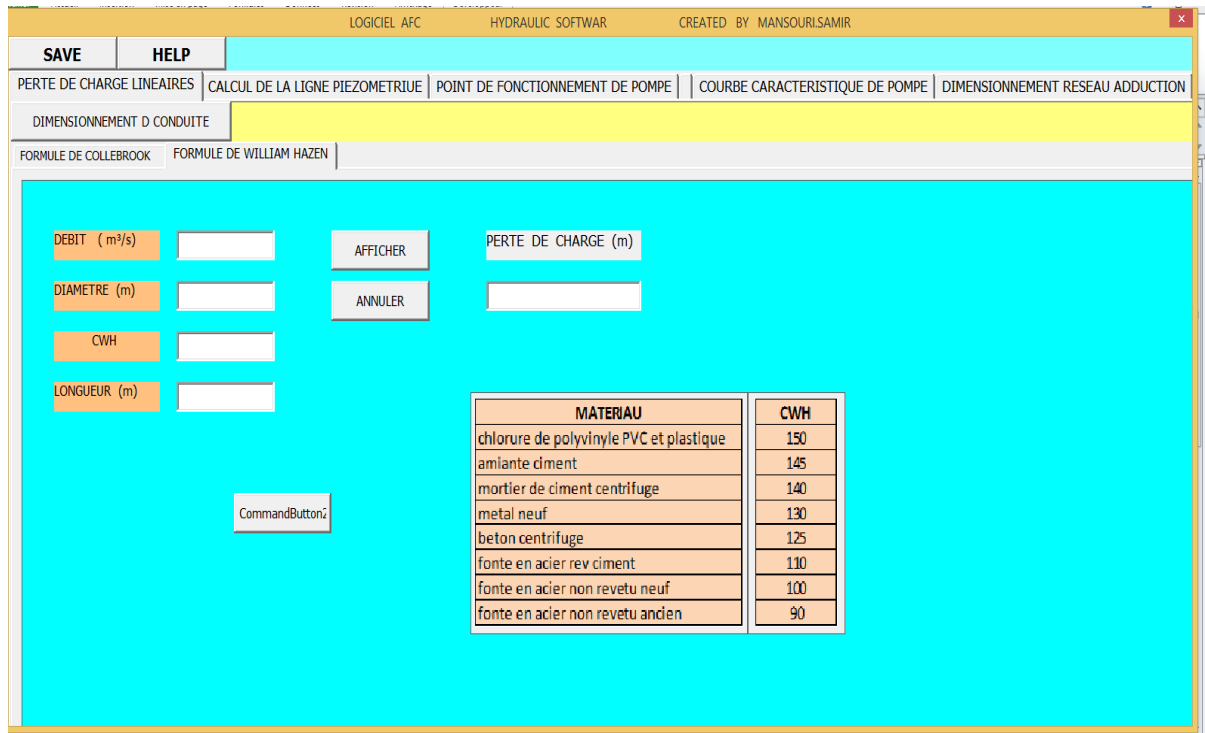 LOGICIEL AFC HYDRAULIC SOFTWAR CREATED BY MANSOURI.SAMIR x
SAVE HELP
PERTE DE CHARGE LINEAIRES CALCUL DE LA LIGNE PIEZOMETRIUE POINT DE FONCTIONNEMENT DE POMPE COURBE CARACTERISTIQUE DE POMPE DIMENSIONNEMENT RESEAU ADDUCTION
DIMENSIONNEMENT D CONDUITE
FORMULE DE COLLEBROOK FORMULE DE WILLIAM HAZEN
DEBIT ( m³/s) AFFICHER PERTE DE CHARGE (m)
DIAMETRE (m) ANNULER
CWH
LONGUEUR (m)
MATERIAU CWH
chlorure de polyvinyle PVC et plastique 150
amiante ciment 145
mortier de ciment centrifuge 140
metal neuf 130
CommandButton2
beton centrifuge 125
fonte en acier rev ciment 110
fonte en acier non revetu neuf 100
fonte en acier non revetu ancien 90